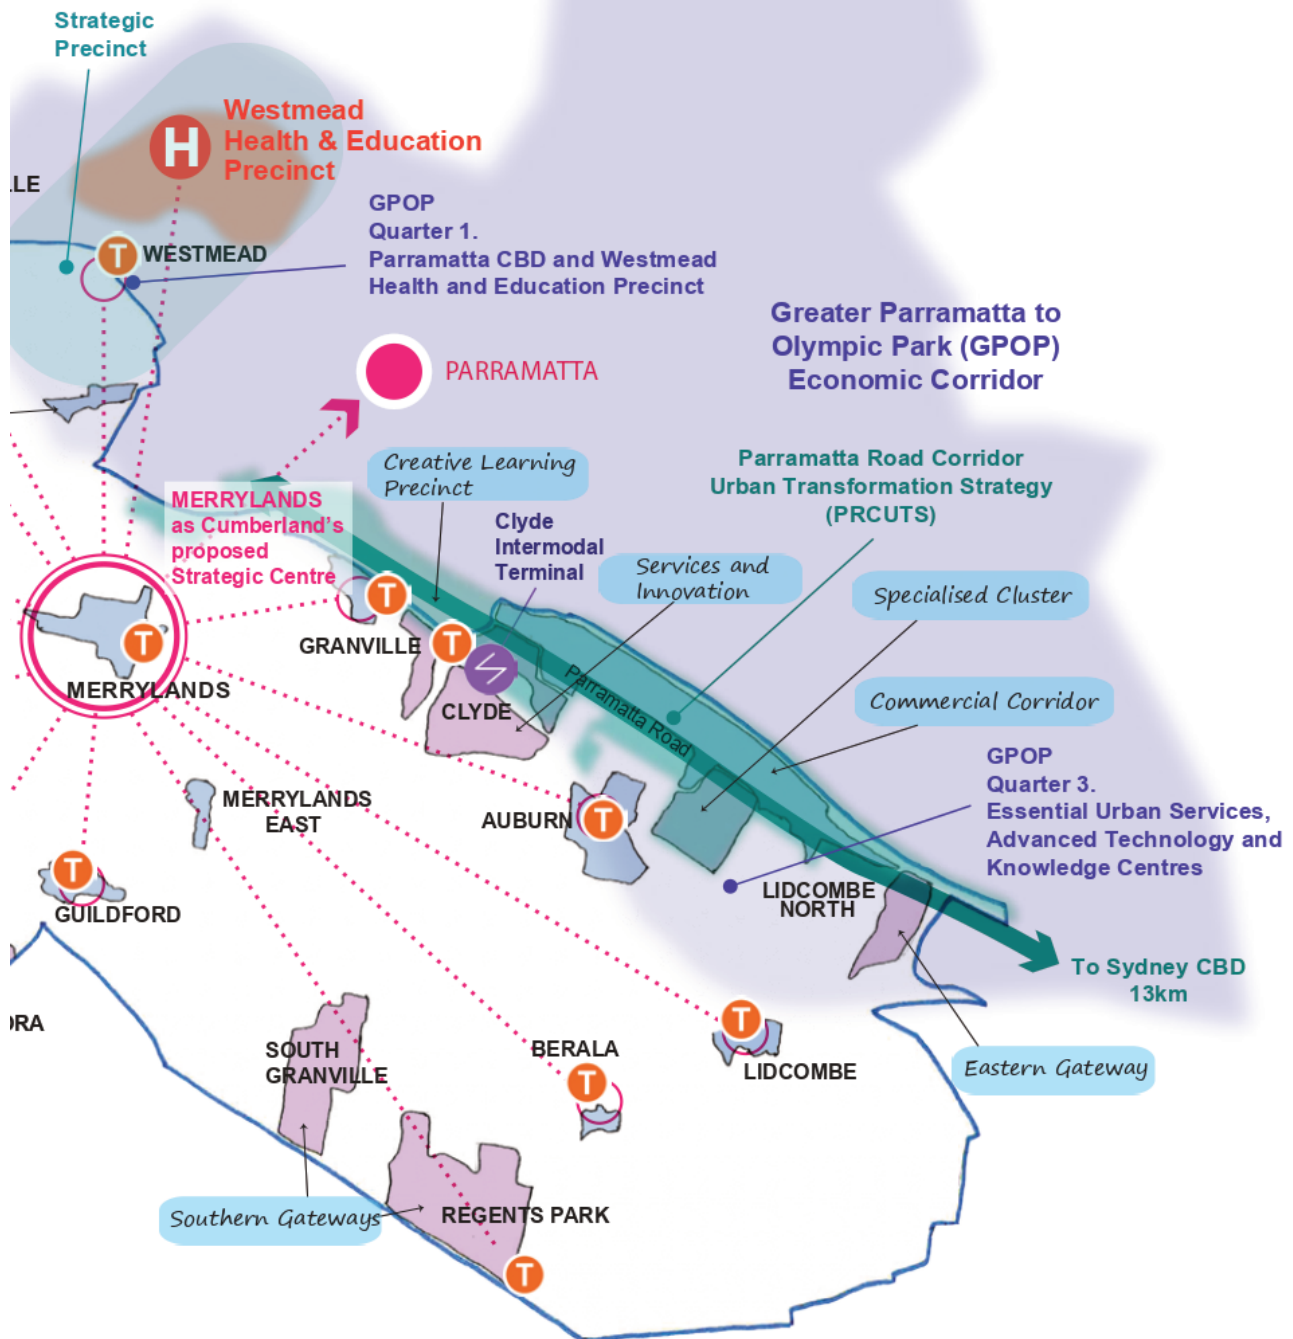 Strategic
Precinct
H
Westmead
Health & Education
Precinct
LLE
T
WESTMEAD
GPOP
Quarter 1.
Parramatta CBD and Westmead
Health and Education Precinct
Greater Parramatta to
Olympic Park (GPOP)
Economic Corridor
PARRAMATTA
Creative Learning
Precinct
Parramatta Road Corridor
Urban Transformation Strategy
(PRCUTS)
MERRYLANDS
as Cumberland's
proposed
Strategic Centre
Clyde
Intermodal
Terminal
Services and
Innovation
Specialised Cluster
T
GRANVILLE
T
T
MERRYLANDS
CLYDE
Parramatta Road
Commercial Corridor
GPOP
Quarter 3.
Essential Urban Services,
Advanced Technology and
Knowledge Centres
MERRYLANDS
EAST
AUBURN
T
T
GUILDFORD
LIDCOMBE
NORTH
To Sydney CBD
13km
ORA
SOUTH
GRANVILLE
BERALA
T
T
LIDCOMBE
Eastern Gateway
Southern Gateways
REGENTS PARK
T